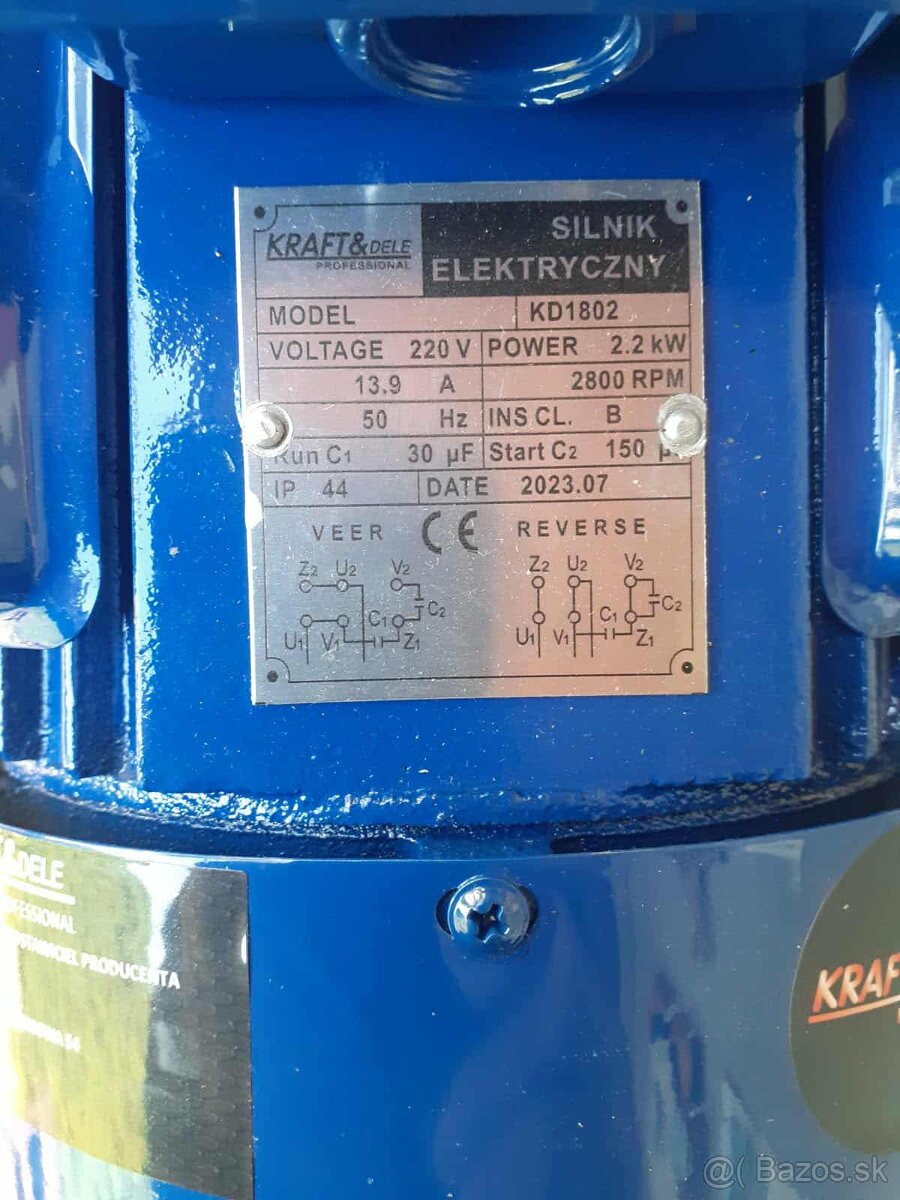 KRAFT&DELE
PROFESSIONAL
SILNIK
ELEKTRYCZNY
MODEL KD1802
VOLTAGE 220 V POWER 2.2 kW
13.9 A 2800 RPM
50 Hz INS CL. B
Run C1 30 µF Start C2 150 µF
IP 44 DATE 2023.07
VEER CE REVERSE
Z2 U2 V2 Z2 U2 V2
C1 C2 C1 C2
U1 V1 Z1 U1 V1 Z1
&DELE
PRODUCENTA
KRAF
@( Bazos.sk